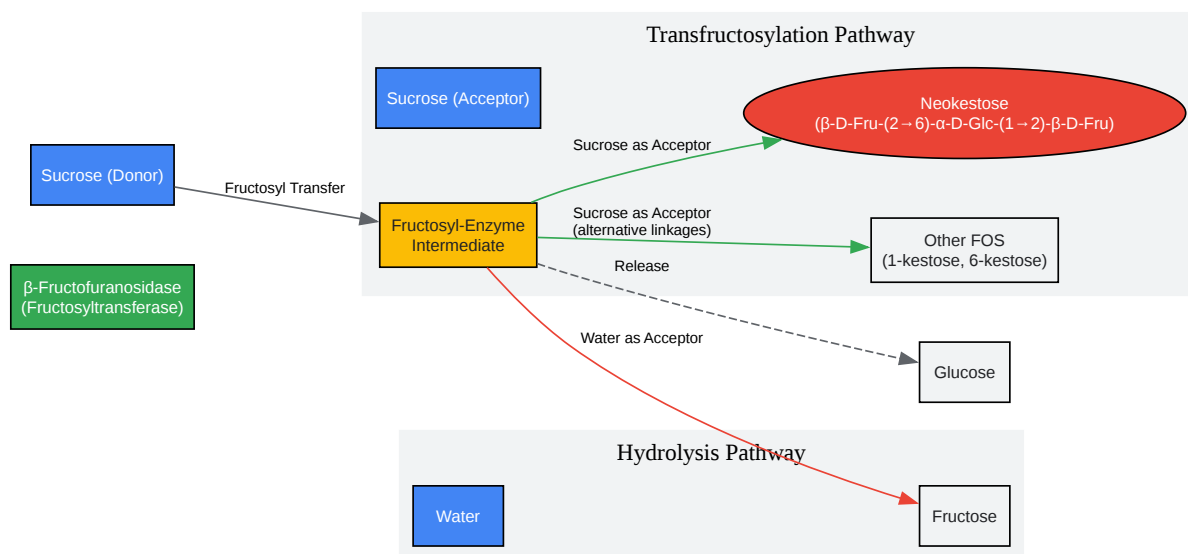 Transfructosylation Pathway
Sucrose (Acceptor)
Neokestose
(β-D-Fru-(2→6)-α-D-Glc-(1→2)-β-D-Fru)
Sucrose as Acceptor
Sucrose (Donor)
Fructosyl Transfer
Fructosyl-Enzyme
Intermediate
Sucrose as Acceptor
(alternative linkages)
Other FOS
(1-kestose, 6-kestose)
Release
β-Fructofuranosidase
(Fructosyltransferase)
Water as Acceptor
Glucose
Hydrolysis Pathway
Water
Fructose